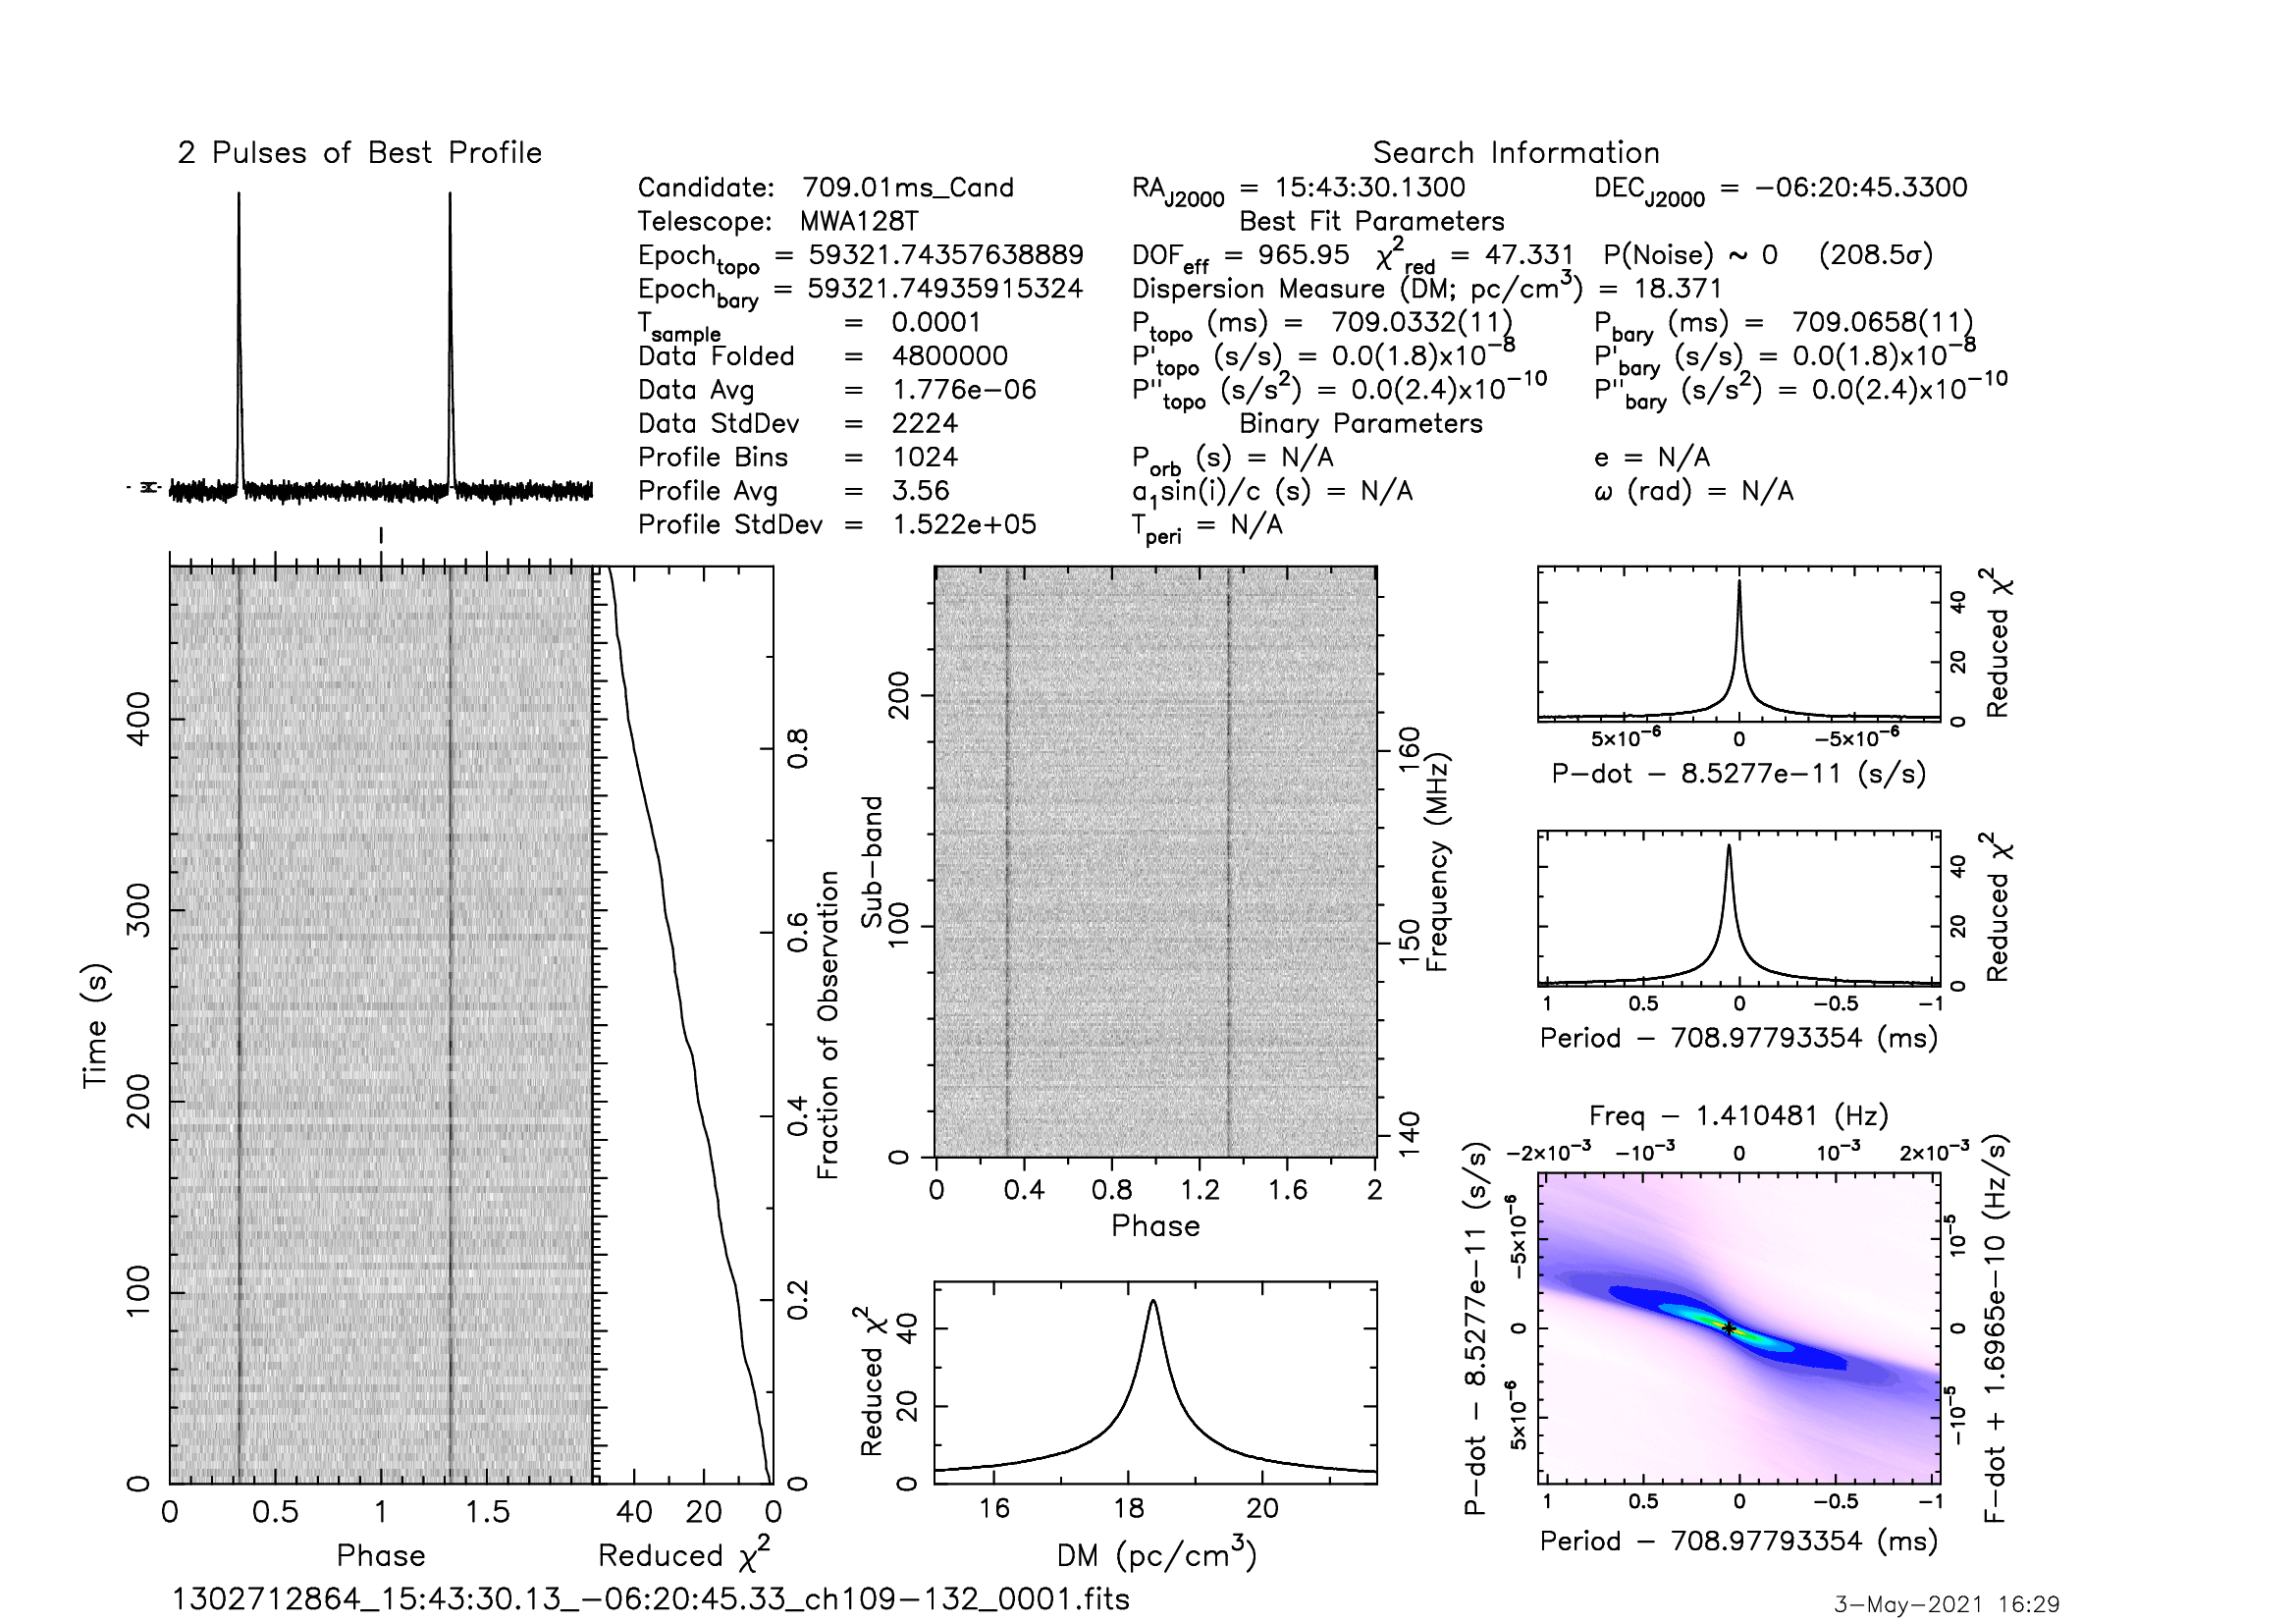 2 Pulses of Best Profile
Search Information
Candidate: 709.01ms_Cand
Telescope: MWA128T
Epoch_topo = 59321.74357638889
Epoch_bary = 59321.74935915324
T_sample = 0.0001
Data Folded = 4800000
Data Avg = 1.776e−06
Data StdDev = 2224
Profile Bins = 1024
Profile Avg = 3.56
Profile StdDev = 1.522e+05
RA_J2000 = 15:43:30.1300 DEC_J2000 = −06:20:45.3300
Best Fit Parameters
DOF_eff = 965.95 χ²_red = 47.331 P(Noise) ~ 0 (208.5σ)
Dispersion Measure (DM; pc/cm³) = 18.371
P_topo (ms) = 709.0332(11) P_bary (ms) = 709.0658(11)
P'_topo (s/s) = 0.0(1.8)x10⁻⁸ P'_bary (s/s) = 0.0(1.8)x10⁻⁸
P''_topo (s/s²) = 0.0(2.4)x10⁻¹⁰ P''_bary (s/s²) = 0.0(2.4)x10⁻¹⁰
Binary Parameters
P_orb (s) = N/A e = N/A
a₁sin(i)/c (s) = N/A ω (rad) = N/A
T_peri = N/A
Time (s)
0 100 200 300 400
0 0.5 1 1.5
Phase
40 20 0
Reduced χ²
0 0.2 0.4 0.6 0.8
Fraction of Observation
Sub−band
0 100 200
140 150 160
Frequency (MHz)
0 0.4 0.8 1.2 1.6 2
Phase
Reduced χ²
0 20 40
16 18 20
DM (pc/cm³)
0 20 40
Reduced χ²
5×10⁻⁶ 0 −5×10⁻⁶
P−dot − 8.5277e−11 (s/s)
0 20 40
Reduced χ²
1 0.5 0 −0.5 −1
Period − 708.97793354 (ms)
Freq − 1.410481 (Hz)
−2×10⁻³ −10⁻³ 0 10⁻³ 2×10⁻³
P−dot − 8.5277e−11 (s/s)
5×10⁻⁶ 0 −5×10⁻⁶
−10⁻⁵ 0 10⁻⁵
F−dot + 1.6965e−10 (Hz/s)
1 0.5 0 −0.5 −1
Period − 708.97793354 (ms)
1302712864_15:43:30.13_−06:20:45.33_ch109−132_0001.fits
3−May−2021 16:29